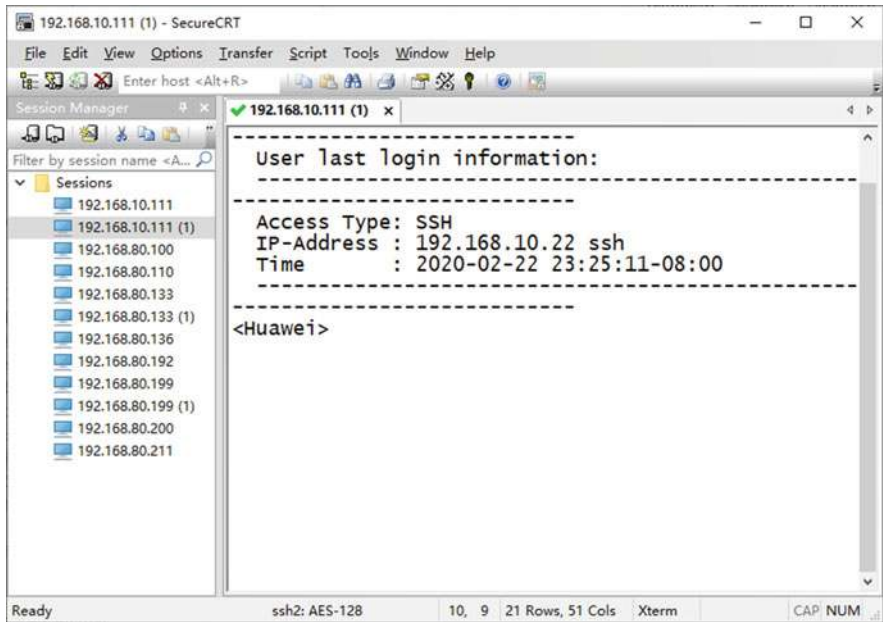 192.168.10.111 (1) - SecureCRT
File Edit View Options Transfer Script Tools Window Help
Enter host <Alt+R>
Session Manager
192.168.10.111 (1)
Filter by session name <A...
Sessions
192.168.10.111
192.168.10.111 (1)
192.168.80.100
192.168.80.110
192.168.80.133
192.168.80.133 (1)
192.168.80.136
192.168.80.192
192.168.80.199
192.168.80.199 (1)
192.168.80.200
192.168.80.211
-----------------------------
User last login information:
---------------------------------------------------
-----------------------------
Access Type: SSH
IP-Address : 192.168.10.22 ssh
Time : 2020-02-22 23:25:11-08:00
---------------------------------------------------
-----------------------------
<Huawei>
Ready ssh2: AES-128 10, 9 21 Rows, 51 Cols Xterm CAP NUM